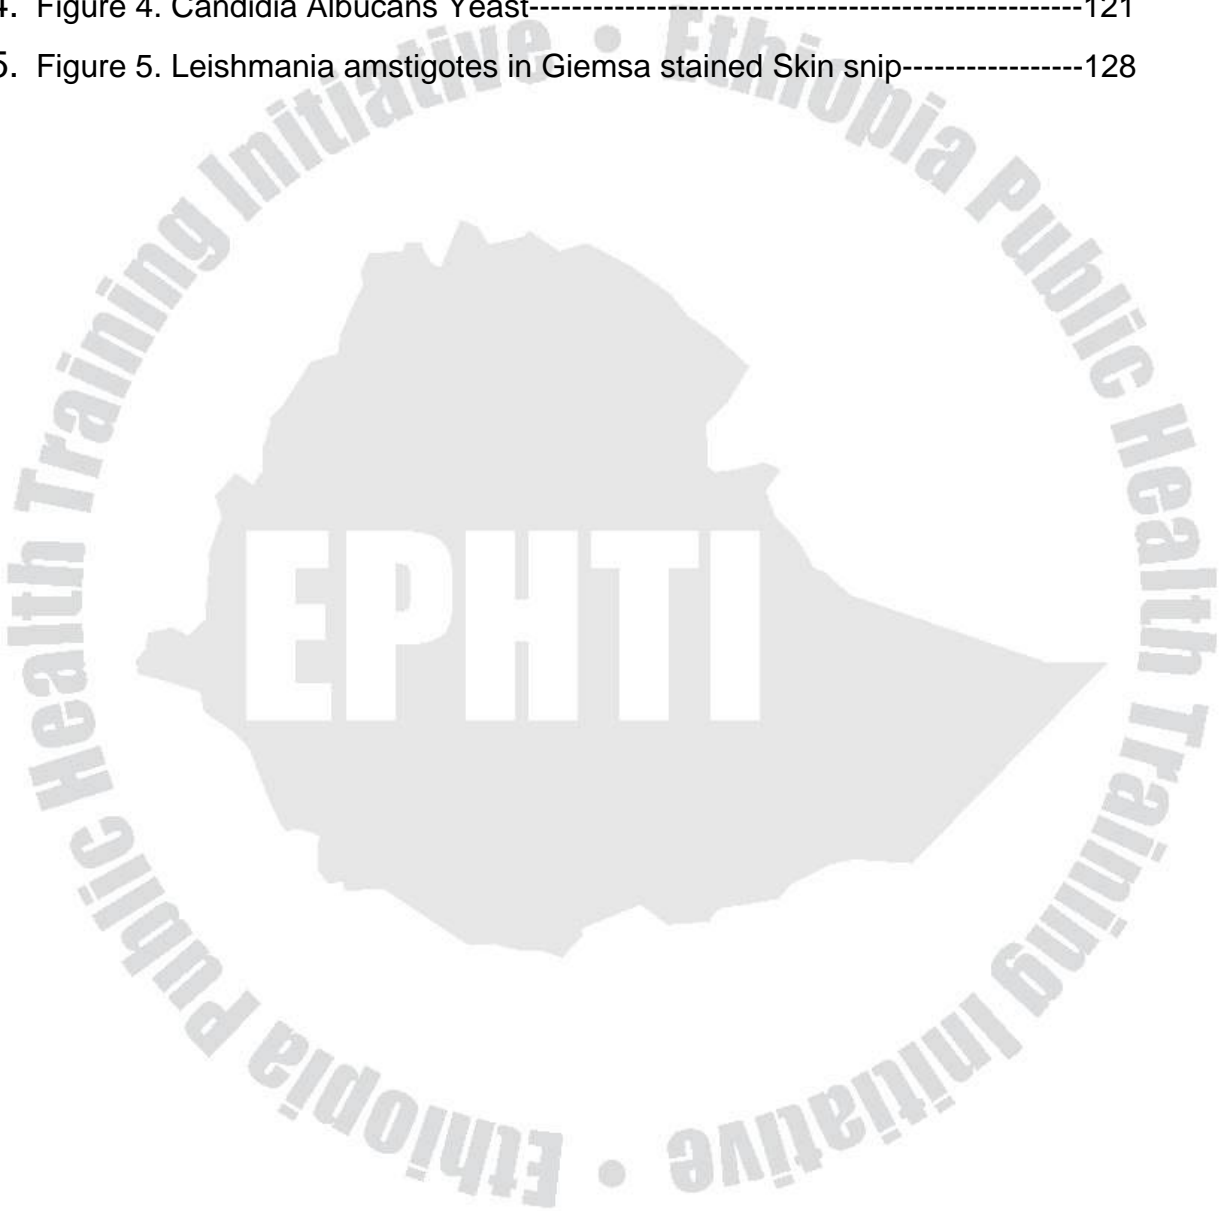 4. Figure 4. Candidia Albucans Yeast----------------------------------------------------121
5. Figure 5. Leishmania amstigotes in Giemsa stained Skin snip-----------------128
Ethiopia Public Health Training Initiative • Ethiopia Public Health Training Initiative •
EPHTI